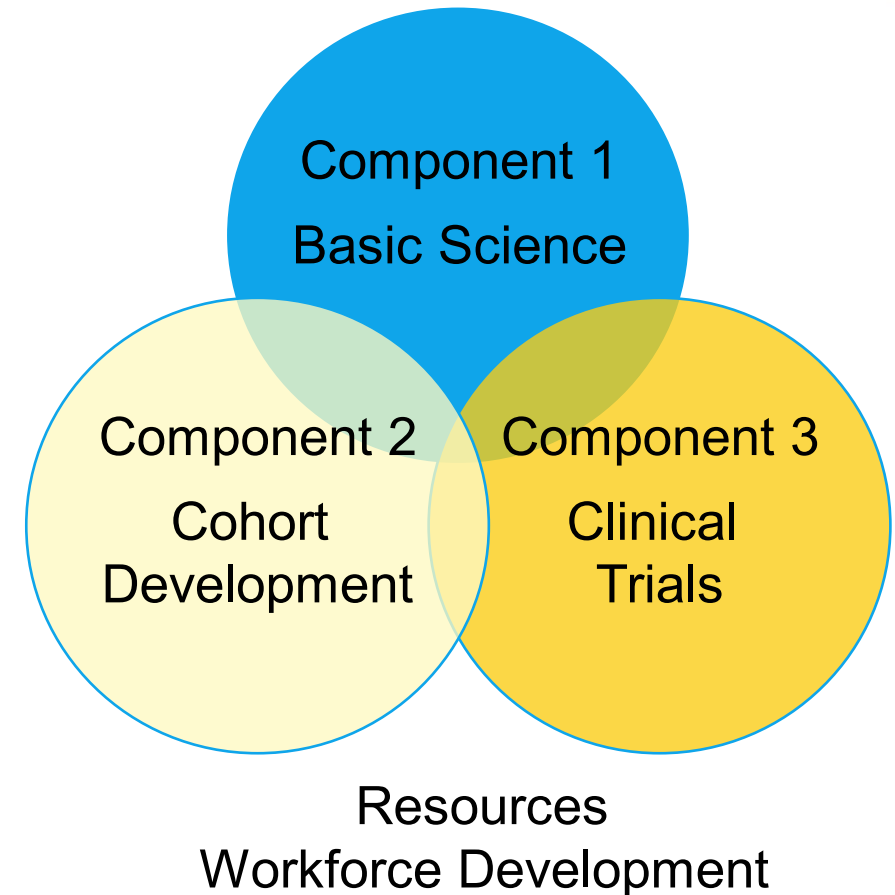 Component 1
Basic Science
Component 2
Cohort
Development
Component 3
Clinical
Trials
Resources
Workforce Development